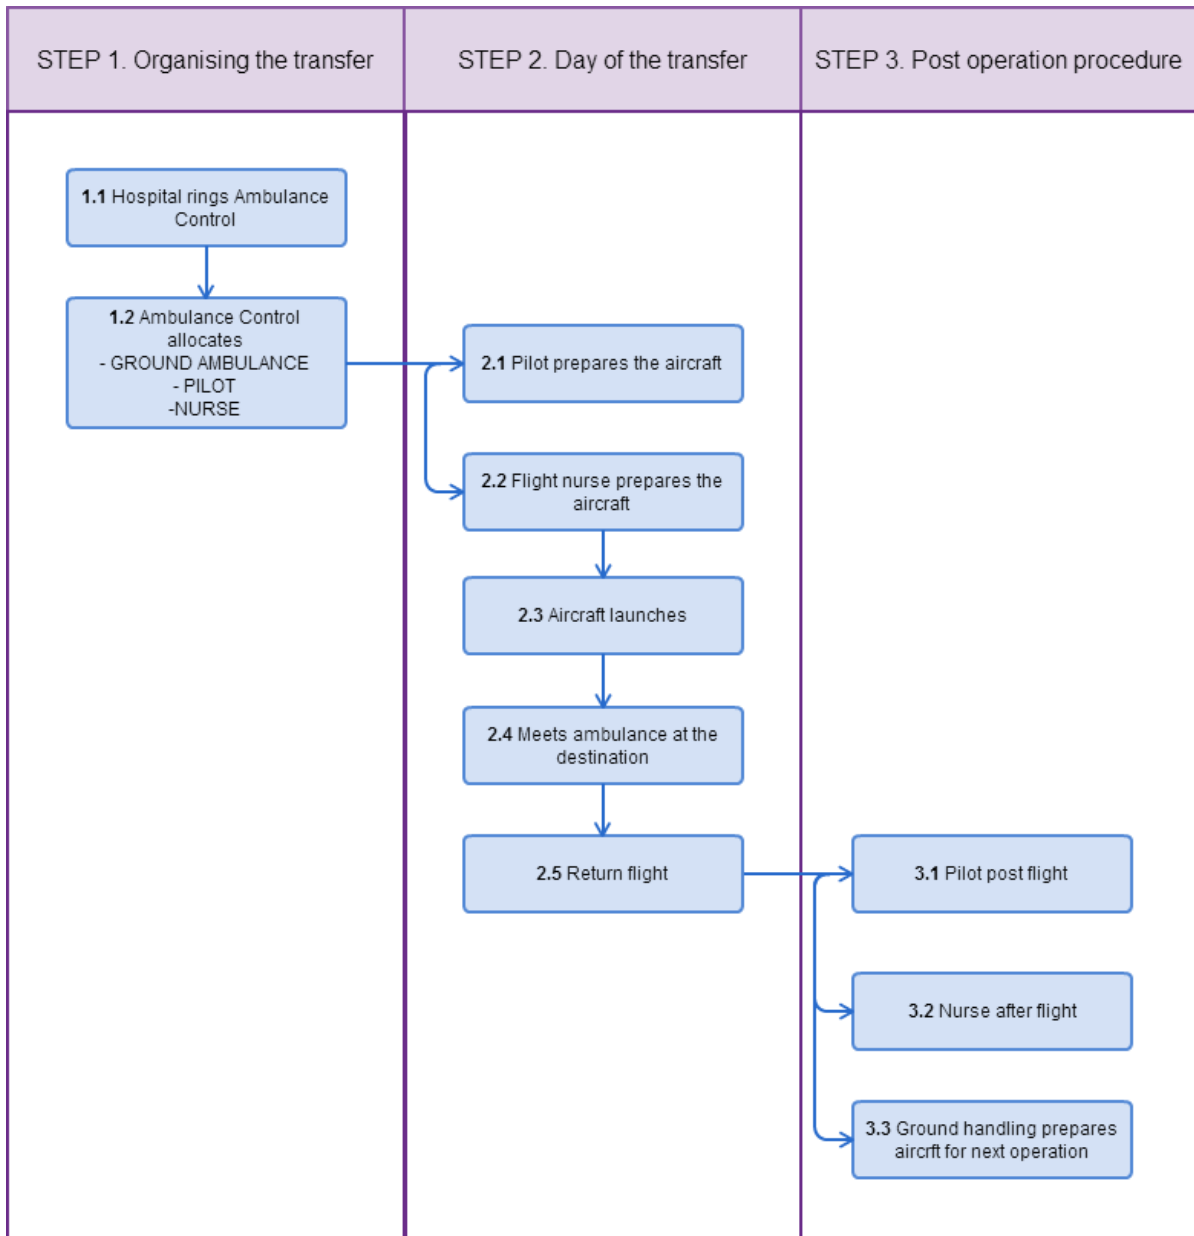 STEP 1. Organising the transfer
STEP 2. Day of the transfer
STEP 3. Post operation procedure
1.1 Hospital rings Ambulance
Control
1.2 Ambulance Control
allocates
- GROUND AMBULANCE
- PILOT
-NURSE
2.1 Pilot prepares the aircraft
2.2 Flight nurse prepares the
aircraft
2.3 Aircraft launches
2.4 Meets ambulance at the
destination
2.5 Return flight
3.1 Pilot post flight
3.2 Nurse after flight
3.3 Ground handling prepares
aircrft for next operation